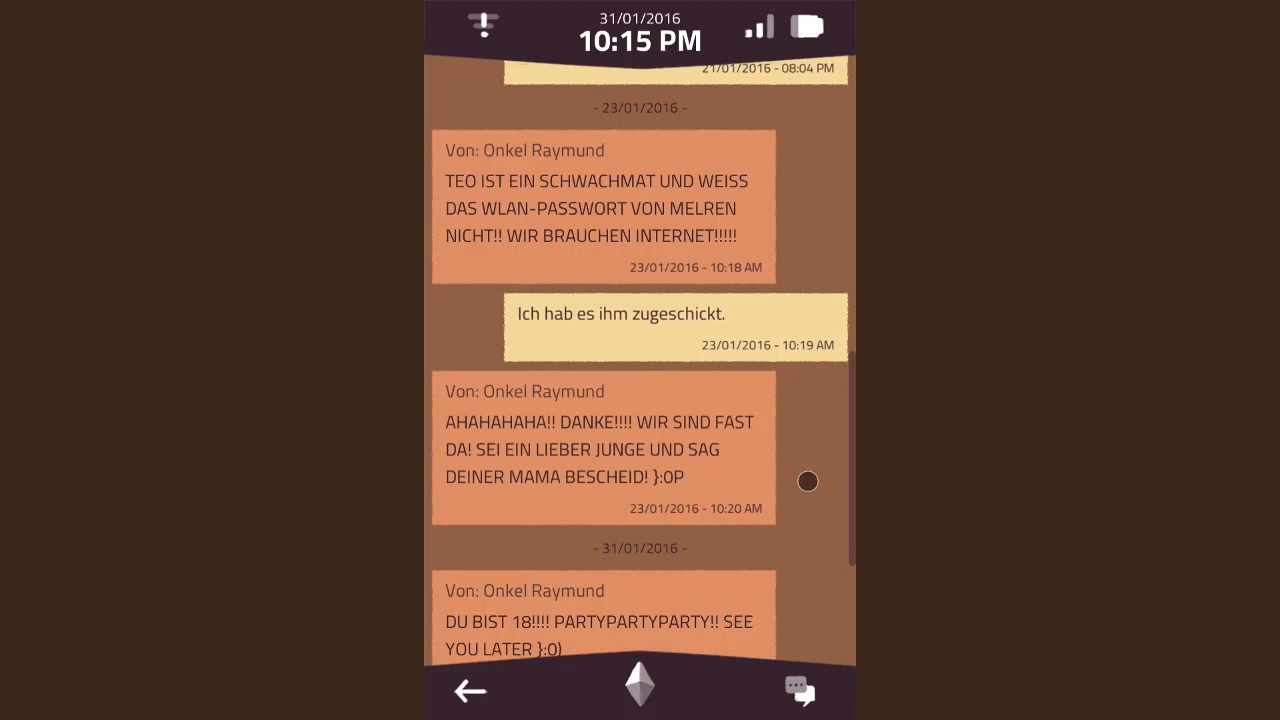 31/01/2016
10:15 PM
21/01/2016 - 08:04 PM
- 23/01/2016 -
Von: Onkel Raymund
TEO IST EIN SCHWACHMAT UND WEISS
DAS WLAN-PASSWORT VON MELREN
NICHT!! WIR BRAUCHEN INTERNET!!!!!
23/01/2016 - 10:18 AM
Ich hab es ihm zugeschickt.
23/01/2016 - 10:19 AM
Von: Onkel Raymund
AHAHAHAHA!! DANKE!!!! WIR SIND FAST
DA! SEI EIN LIEBER JUNGE UND SAG
DEINER MAMA BESCHEID! }:0P
23/01/2016 - 10:20 AM
- 31/01/2016 -
Von: Onkel Raymund
DU BIST 18!!!! PARTYPARTYPARTY!! SEE
YOU LATER }:0)